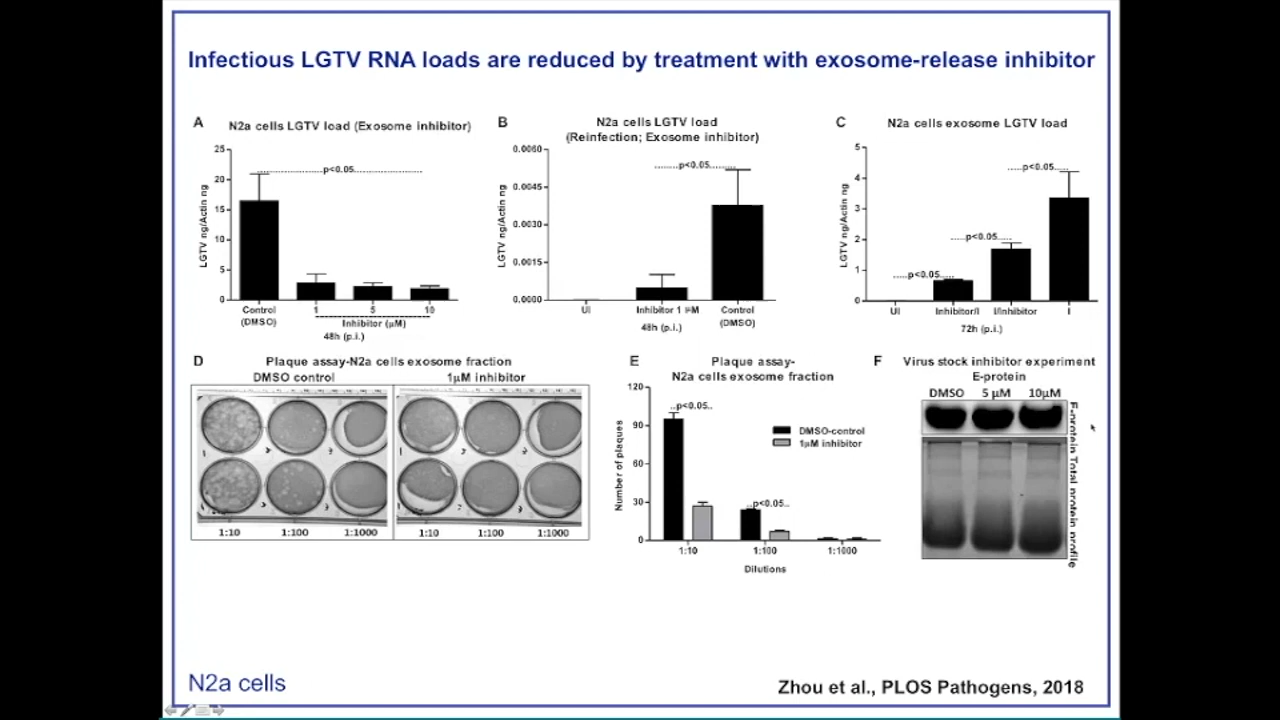 Infectious LGTV RNA loads are reduced by treatment with exosome-release inhibitor
A
N2a cells LGTV load (Exosome inhibitor)
LGTV ng/Actin ng
25
20
15
10
5
0
p<0.05
Control
(DMSO)
1
5
10
Inhibitor (µM)
48h (p.i.)
B
N2a cells LGTV load
(Reinfection; Exosome inhibitor)
LGTV ng/Actin ng
0.0060
0.0045
0.0030
0.0015
0.0000
p<0.05
UI
Inhibitor 1 µM
Control
(DMSO)
48h (p.i.)
C
N2a cells exosome LGTV load
LGTV ng/Actin ng
5
4
3
2
1
0
p<0.05
p<0.05
p<0.05
UI
Inhibitor/I
I/Inhibitor
I
72h (p.i.)
D
Plaque assay-N2a cells exosome fraction
DMSO control
1µM inhibitor
1:10
1:100
1:1000
1:10
1:100
1:1000
E
Plaque assay-
N2a cells exosome fraction
Number of plaques
120
90
60
30
0
p<0.05
p<0.05
DMSO-control
1µM inhibitor
1:10
1:100
1:1000
Dilutions
F
Virus stock inhibitor experiment
E-protein
DMSO
5 µM
10µM
E-protein
Total protein profile
N2a cells
Zhou et al., PLOS Pathogens, 2018